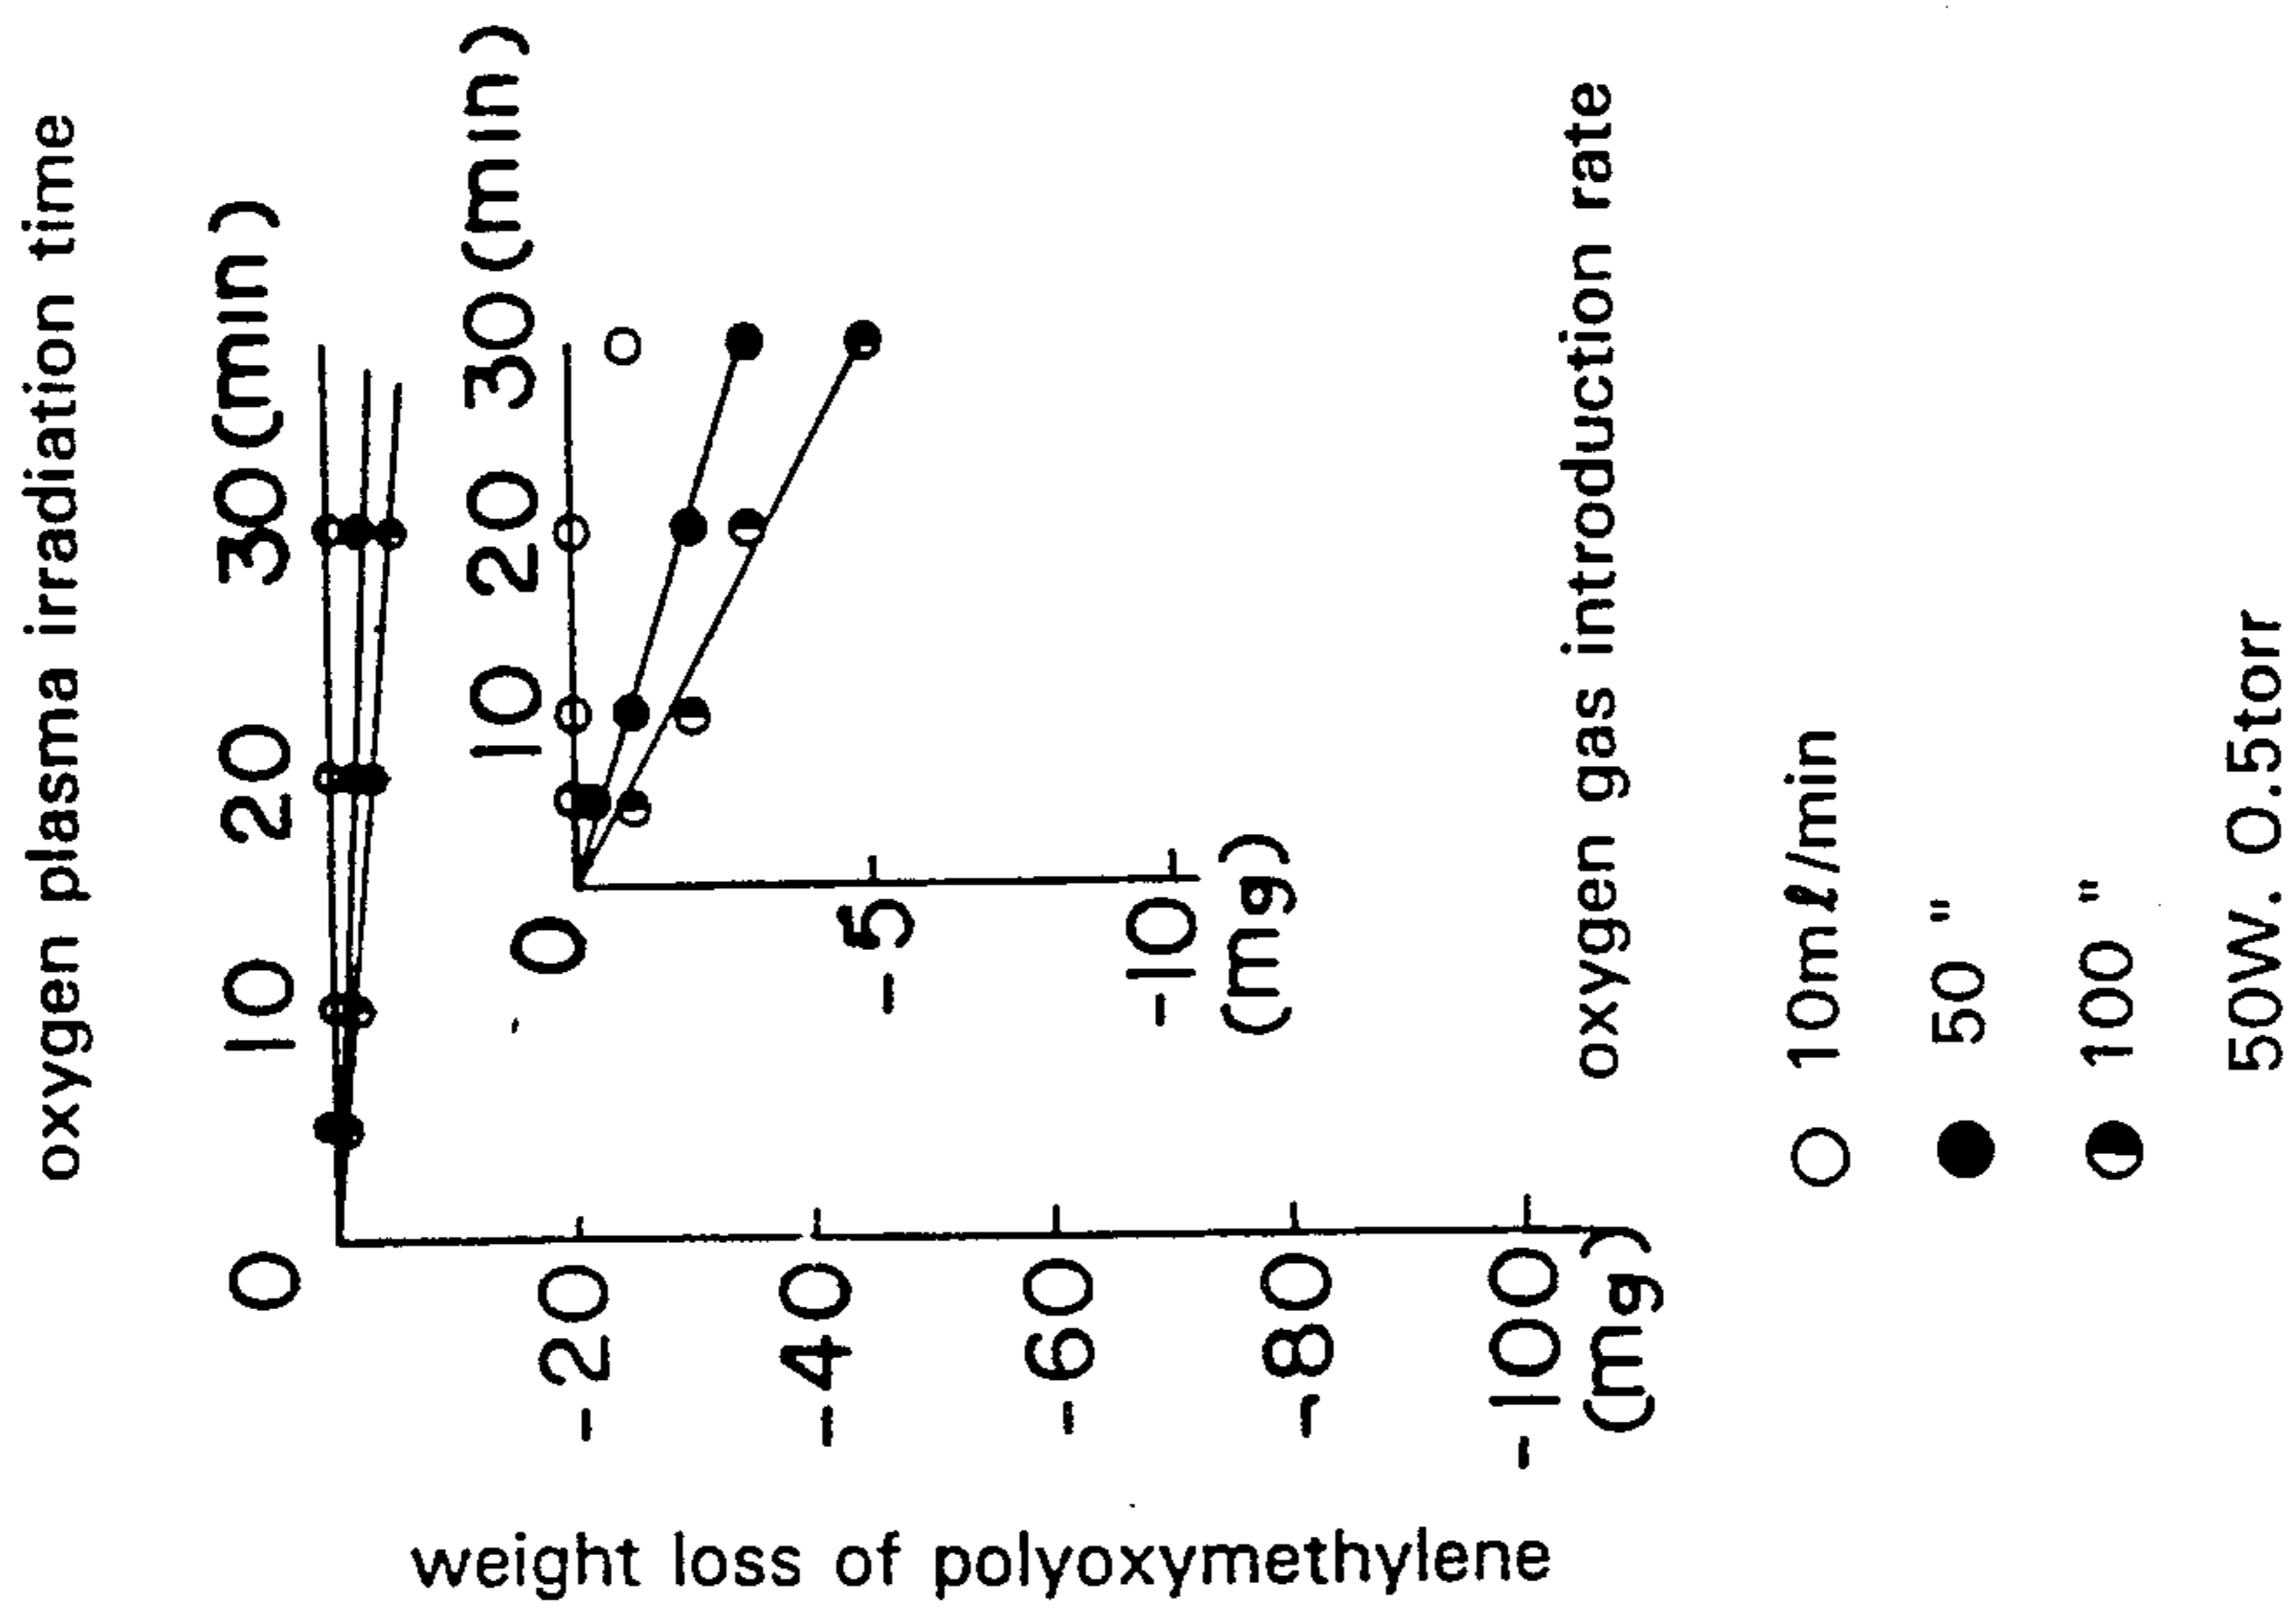 oxygen plasma irradiation time
0 10 20 30(min)
0 10 20 30(min)
-5
-10
(mg)
-20
-40
-60
-80
-100
(mg)
weight loss of polyoxymethylene
oxygen gas introduction rate
10mℓ/min
50 "
100 "
50W. 0.5torr